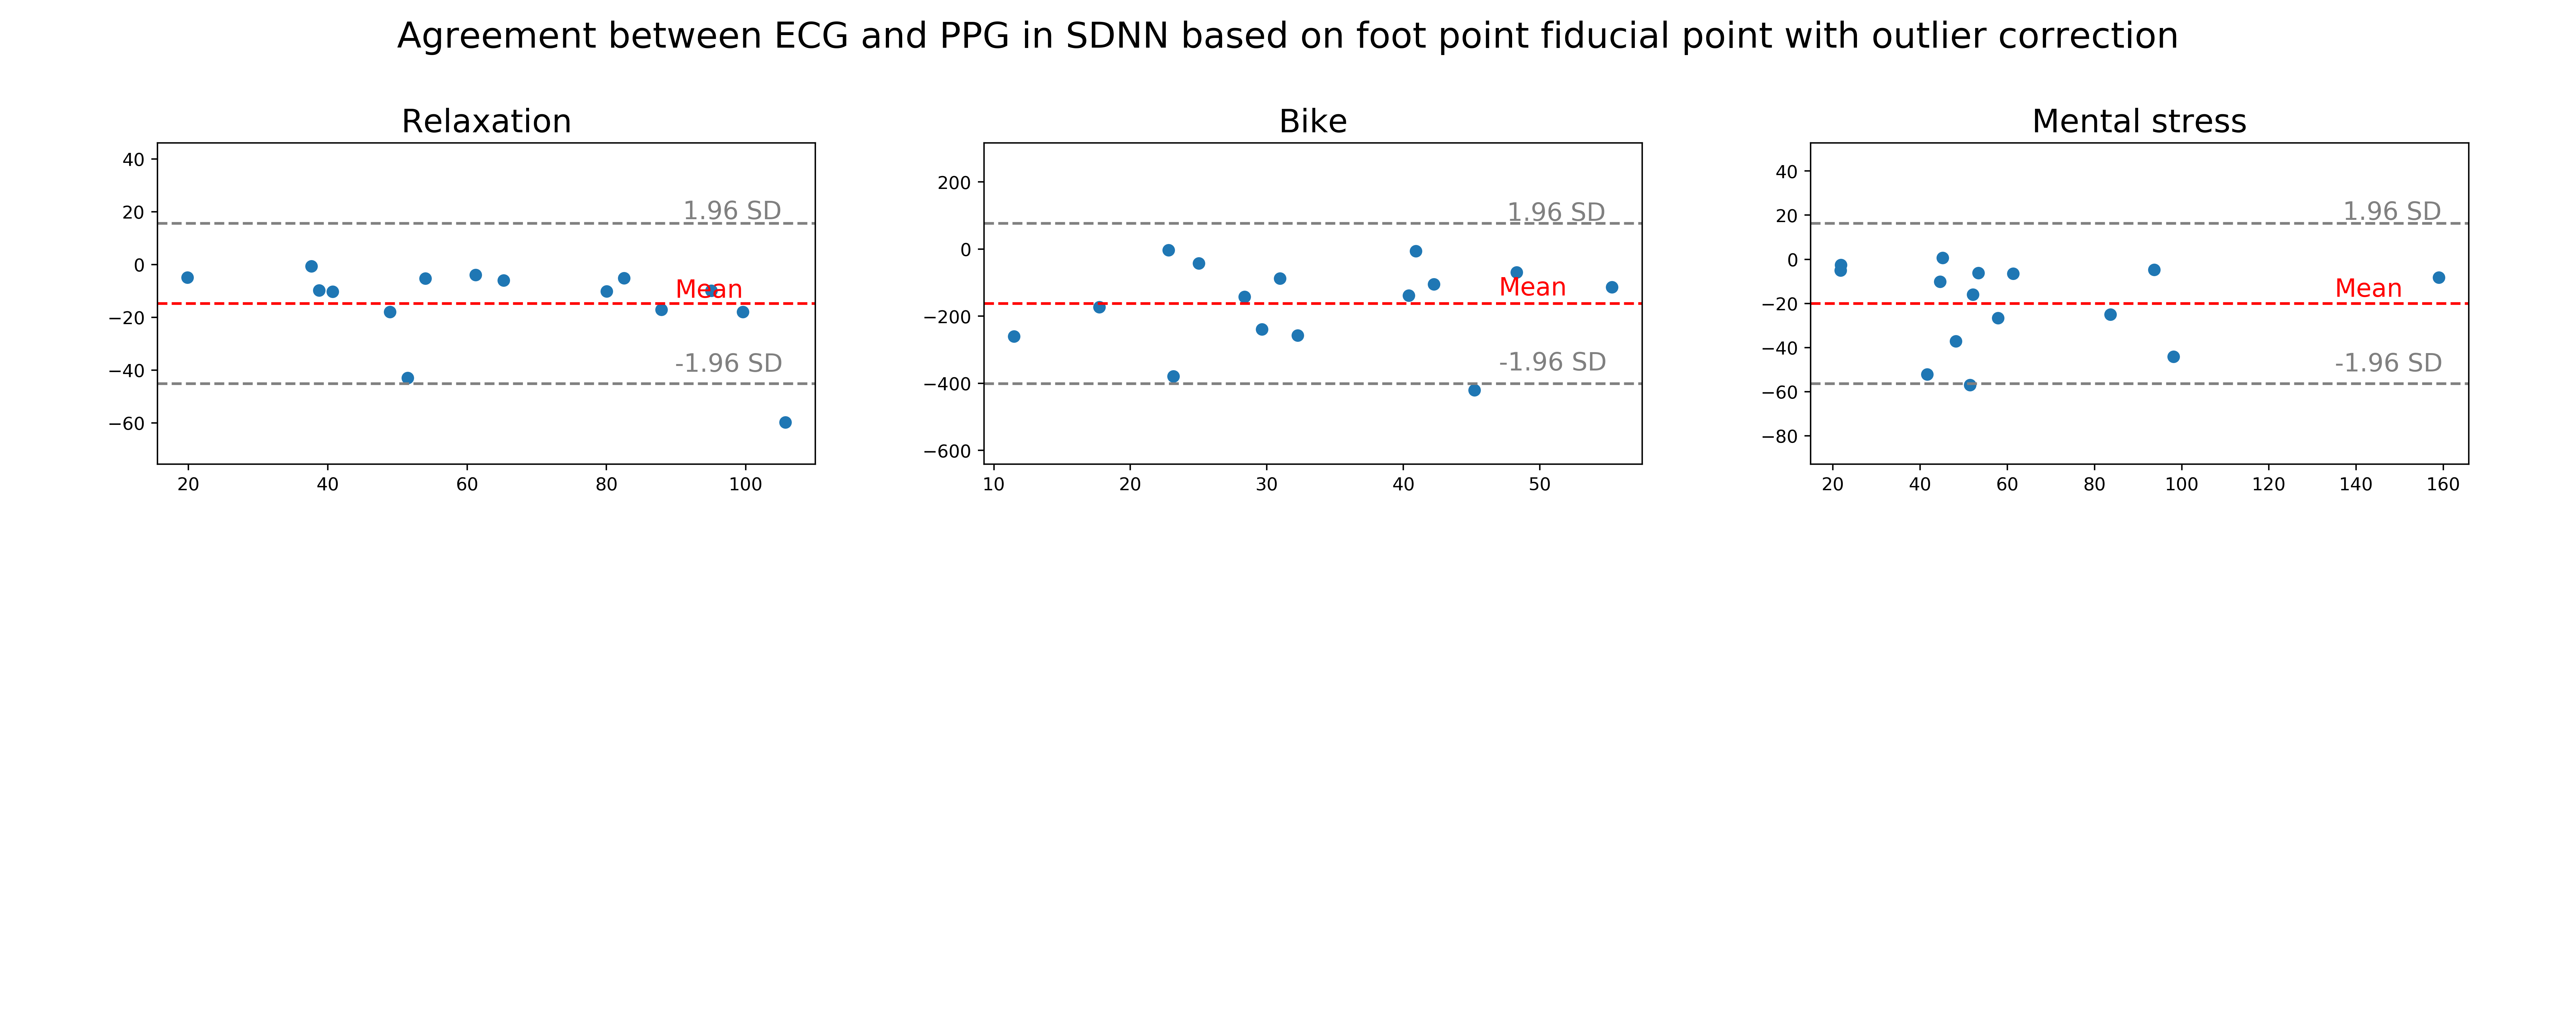 Agreement between ECG and PPG in SDNN based on foot point fiducial point with outlier correction
Relaxation
40
20
0
−20
−40
−60
1.96 SD
Mean
-1.96 SD
20 40 60 80 100
Bike
200
0
−200
−400
−600
1.96 SD
Mean
-1.96 SD
10 20 30 40 50
Mental stress
40
20
0
−20
−40
−60
−80
1.96 SD
Mean
-1.96 SD
20 40 60 80 100 120 140 160